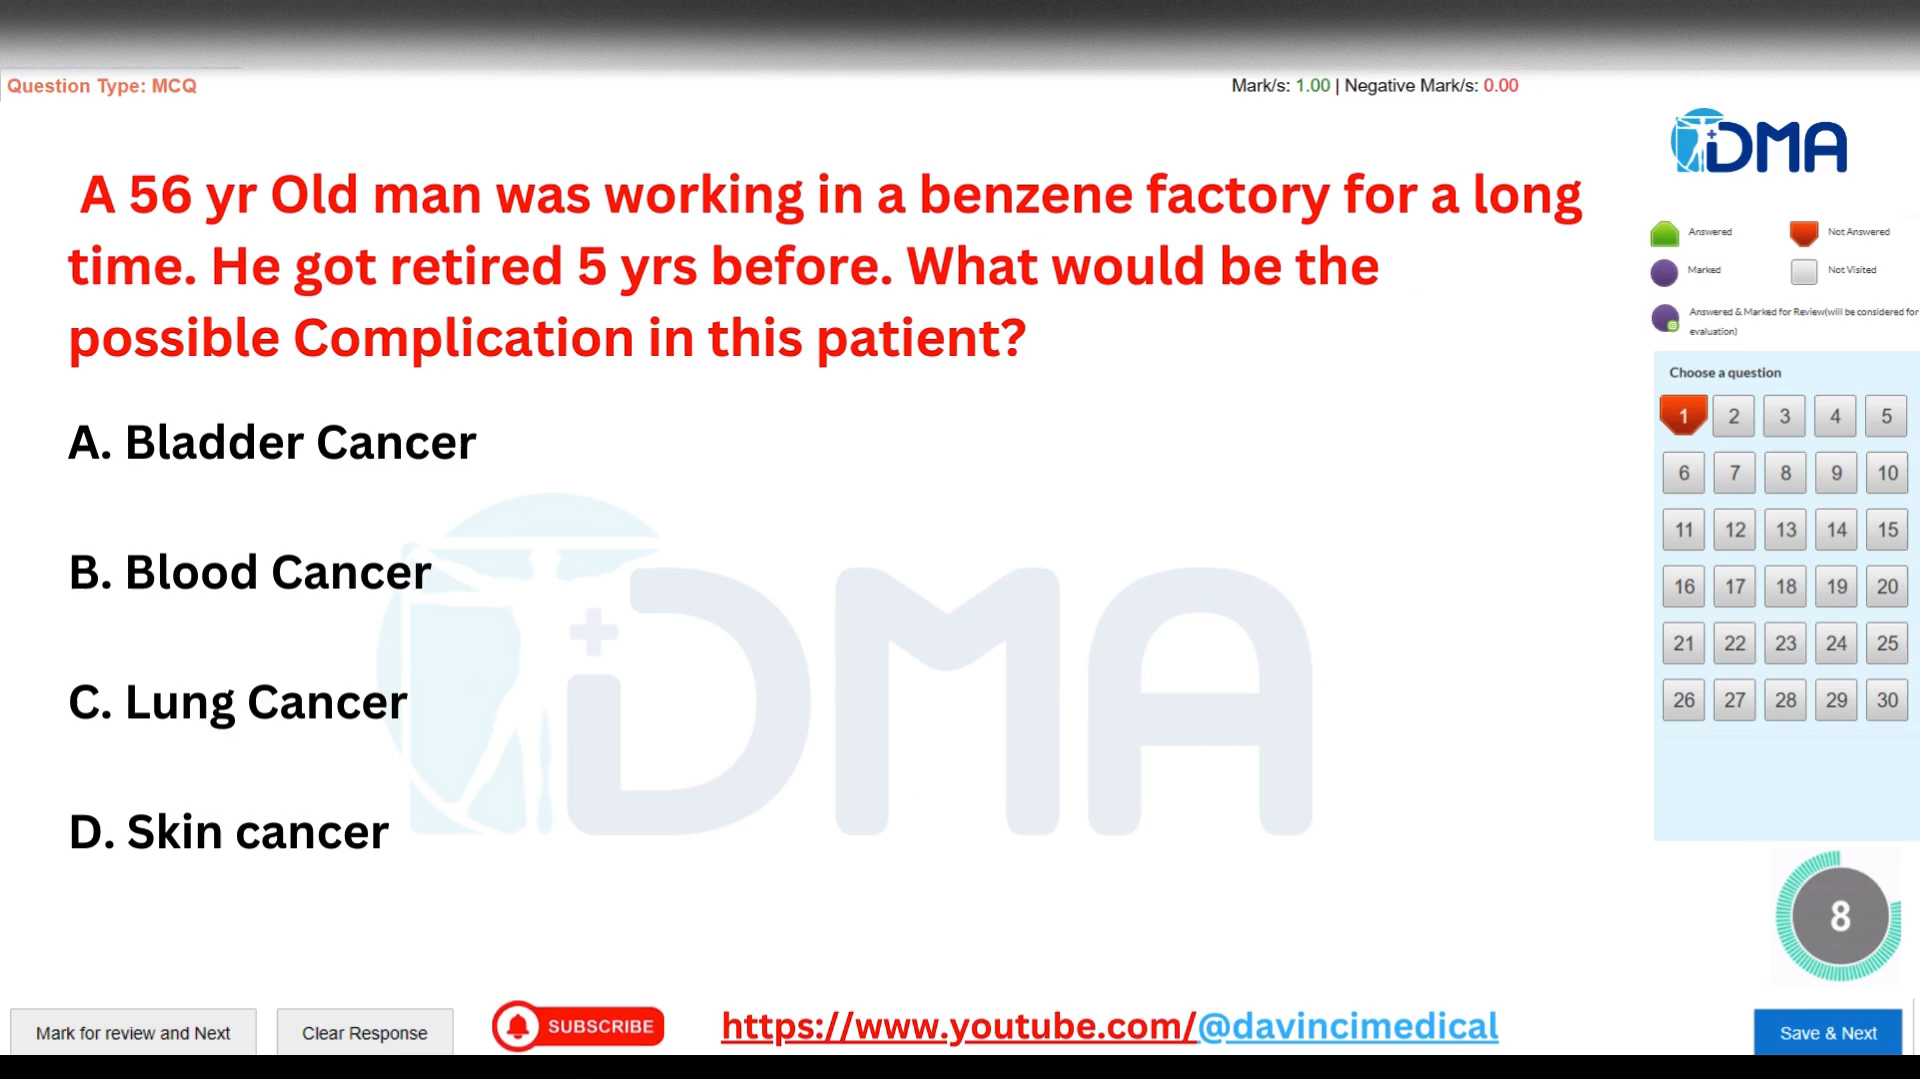 Question Type: MCQ
Mark/s: 1.00 | Negative Mark/s: 0.00
DMA
A 56 yr Old man was working in a benzene factory for a long
time. He got retired 5 yrs before. What would be the
possible Complication in this patient?
A. Bladder Cancer
B. Blood Cancer
C. Lung Cancer
D. Skin cancer
DMA
Answered
Not Answered
Marked
Not Visited
Answered & Marked for Review(will be considered for
evaluation)
Choose a question
1 2 3 4 5
6 7 8 9 10
11 12 13 14 15
16 17 18 19 20
21 22 23 24 25
26 27 28 29 30
8
Mark for review and Next
Clear Response
SUBSCRIBE
https://www.youtube.com/@davincimedical
Save & Next